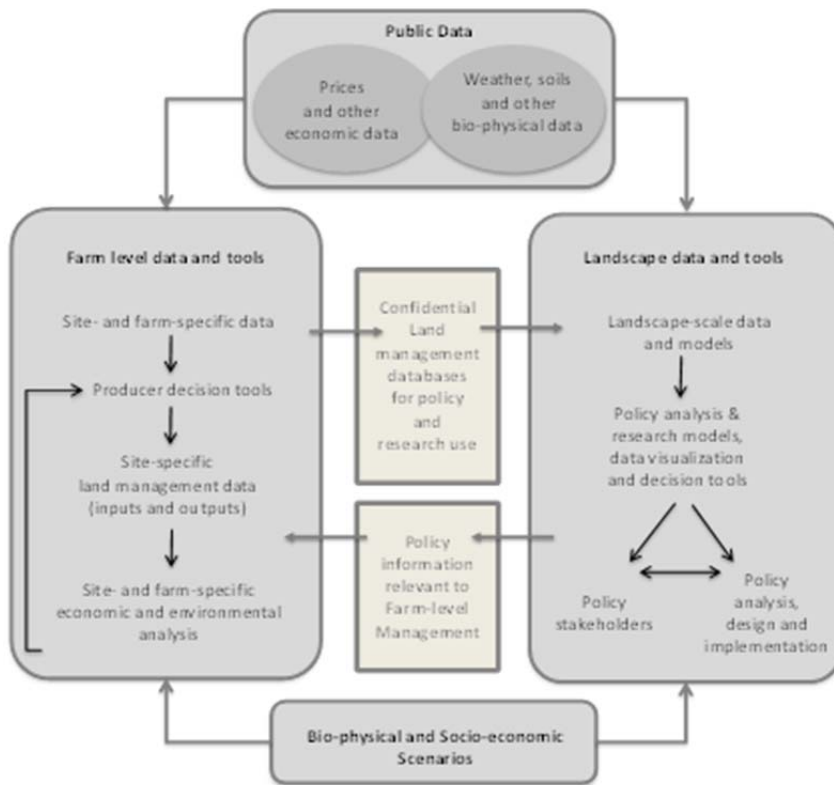 Public Data
Prices
and other
economic data
Weather, soils
and other
bio-physical data
Farm level data and tools
Site- and farm-specific data
Producer decision tools
Site-specific
land management data
(inputs and outputs)
Site- and farm-specific
economic and environmental
analysis
Confidential
Land
management
databases
for policy
and
research use
Policy
information
relevant to
Farm-level
Management
Landscape data and tools
Landscape-scale data
and models
Policy analysis &
research models,
data visualization
and decision tools
Policy
stakeholders
Policy
analysis,
design and
implementation
Bio-physical and Socio-economic
Scenarios